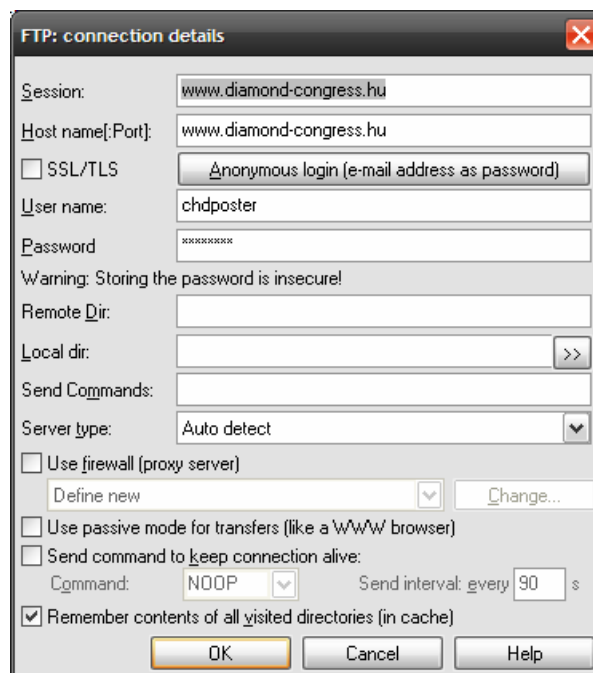 FTP: connection details
Session: www.diamond-congress.hu
Host name[:Port]: www.diamond-congress.hu
SSL/TLS Anonymous login (e-mail address as password)
User name: chdposter
Password ********
Warning: Storing the password is insecure!
Remote Dir:
Local dir: >>
Send Commands:
Server type: Auto detect
Use firewall (proxy server)
Define new Change...
Use passive mode for transfers (like a WWW browser)
Send command to keep connection alive:
Command: NOOP Send interval: every 90 s
Remember contents of all visited directories (in cache)
OK Cancel Help